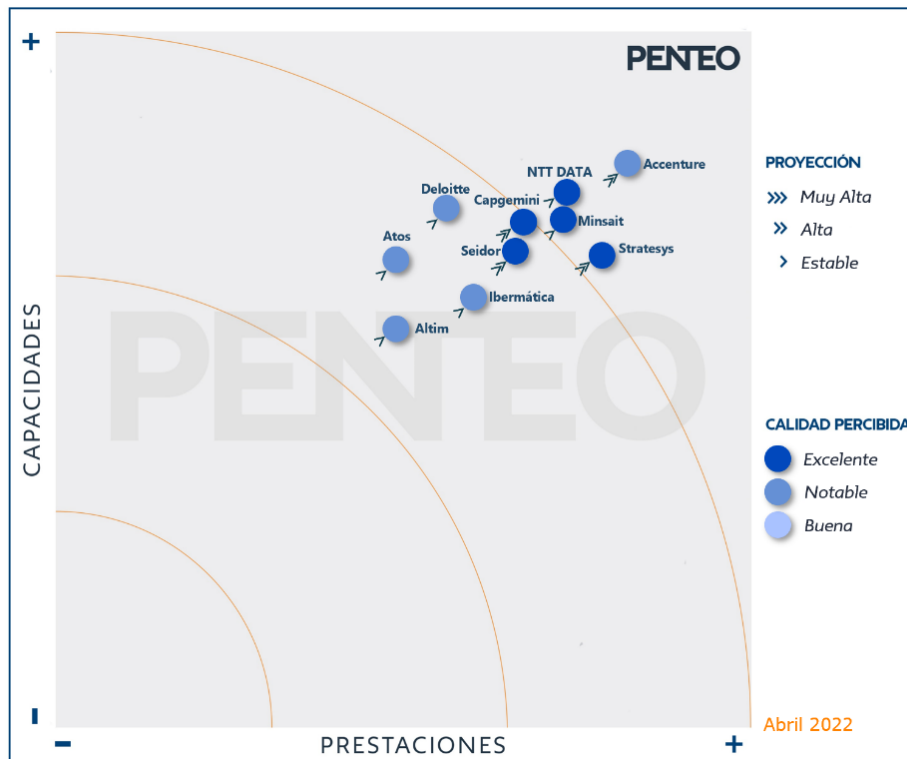 +
PENTEO
Accenture
NTT DATA
Deloitte
Capgemini
Minsait
Atos
Seidor
Stratesys
Ibermática
Altim
PENTEO
CAPACIDADES
PRESTACIONES
-
-
+
PROYECCIÓN
>>> Muy Alta
>> Alta
> Estable
CALIDAD PERCIBIDA
Excelente
Notable
Buena
Abril 2022